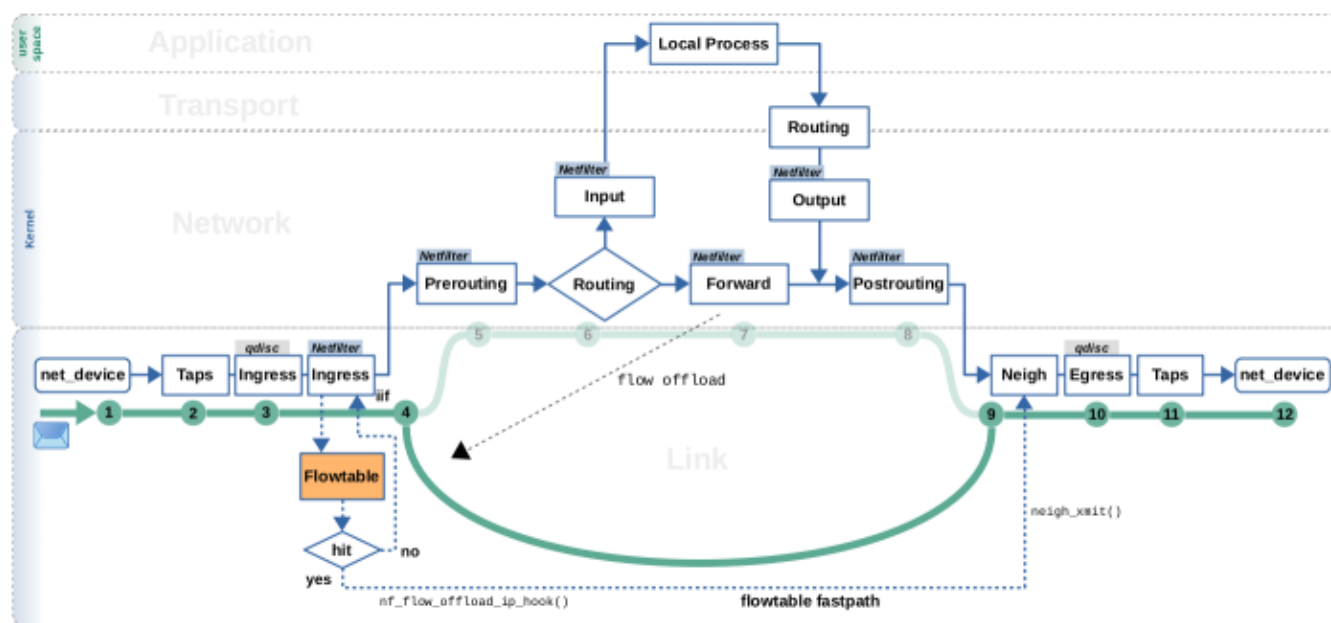 user
space
Application
Local Process
Transport
Routing
Kernel
Network
Netfilter
Input
Netfilter
Output
Netfilter
Prerouting
Routing
Netfilter
Forward
Netfilter
Postrouting
5
6
7
8
net_device
Taps
qdisc
Ingress
Netfilter
Ingress
iif
flow offload
Neigh
qdisc
Egress
Taps
net_device
1
2
3
4
9
10
11
12
Link
Flowtable
hit
no
yes
neigh_xmit()
nf_flow_offload_ip_hook()
flowtable fastpath